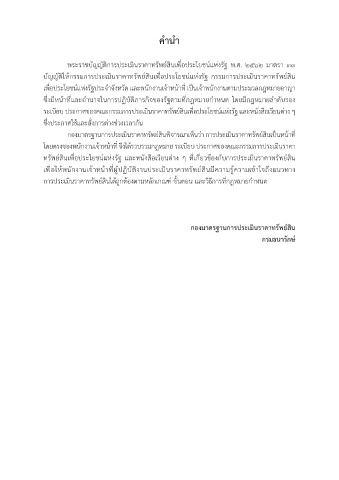 คำนำ
พระราชบัญญัติการประเมินราคาทรัพย์สินเพื่อประโยชน์แห่งรัฐ พ.ศ. ๒๕๖๒ มาตรา ๓๓
บัญญัติให้กรรมการประเมินราคาทรัพย์สินเพื่อประโยชน์แห่งรัฐ กรรมการประเมินราคาทรัพย์สิน
เพื่อประโยชน์แห่งรัฐประจำจังหวัด และพนักงานเจ้าหน้าที่ เป็นเจ้าพนักงานตามประมวลกฎหมายอาญา
ซึ่งมีหน้าที่และอำนาจในการปฏิบัติภารกิจของรัฐตามที่กฎหมายกำหนด โดยมีกฎหมายลำดับรอง
ระเบียบ ประกาศของคณะกรรมการประเมินราคาทรัพย์สินเพื่อประโยชน์แห่งรัฐ และหนังสือเวียนต่าง ๆ
ซึ่งประกาศใช้และสั่งการต่างช่วงเวลากัน
กองมาตรฐานการประเมินราคาทรัพย์สินพิจารณาเห็นว่า การประเมินราคาทรัพย์สินเป็นหน้าที่
โดยตรงของพนักงานเจ้าหน้าที่ จึงได้รวบรวมกฎหมาย ระเบียบ ประกาศของคณะกรรมการประเมินราคา
ทรัพย์สินเพื่อประโยชน์แห่งรัฐ และหนังสือเวียนต่าง ๆ ที่เกี่ยวข้องกับการประเมินราคาทรัพย์สิน
เพื่อให้พนักงานเจ้าหน้าที่ผู้ปฏิบัติงานประเมินราคาทรัพย์สินมีความรู้ความเข้าใจถึงแนวทาง
การประเมินราคาทรัพย์สินได้ถูกต้องตามหลักเกณฑ์ ขั้นตอน และวิธีการที่กฎหมายกำหนด
กองมาตรฐานการประเมินราคาทรัพย์สิน
กรมธนารักษ์